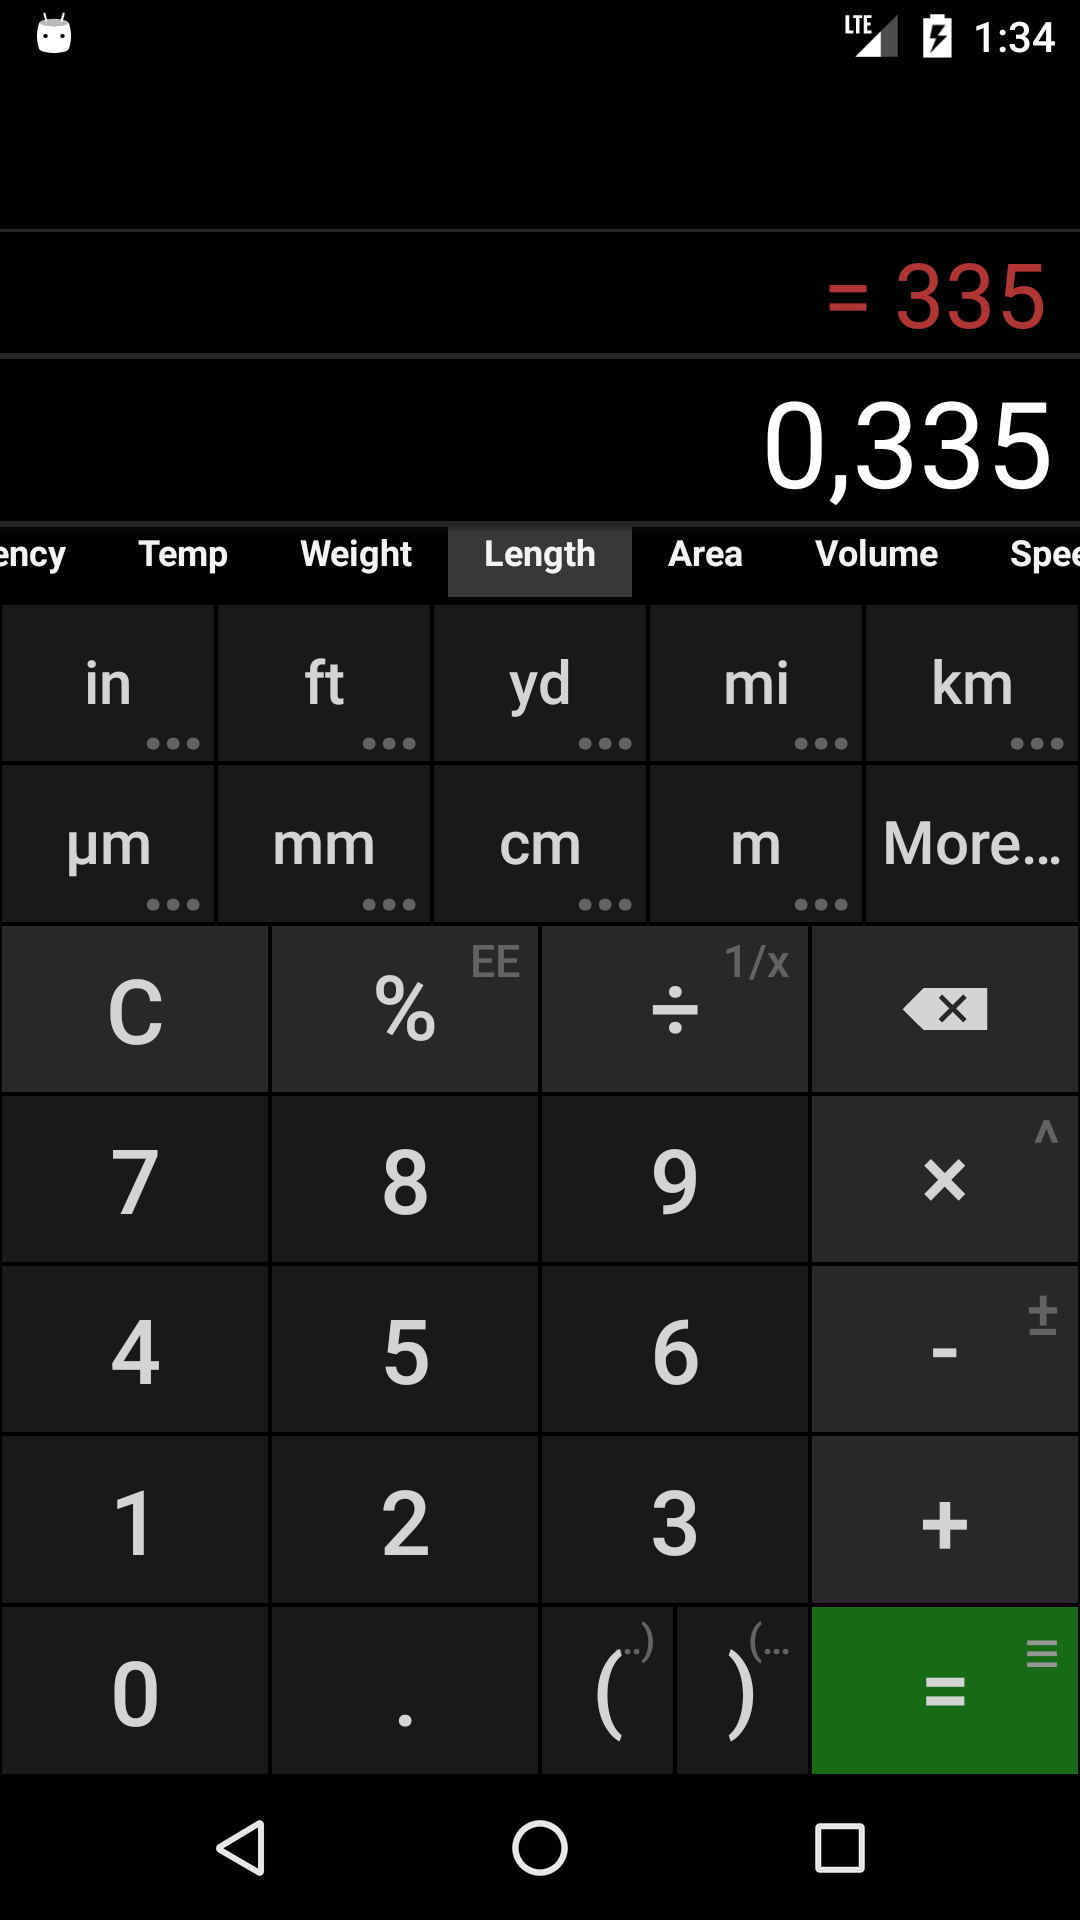 LTE 1:34
= 335
0,335
ency Temp Weight Length Area Volume Spee
in ft yd mi km
µm mm cm m More...
C % EE ÷ 1/x
7 8 9 × ^
4 5 6 - ±
1 2 3 +
0 . ( ..) ) (... =